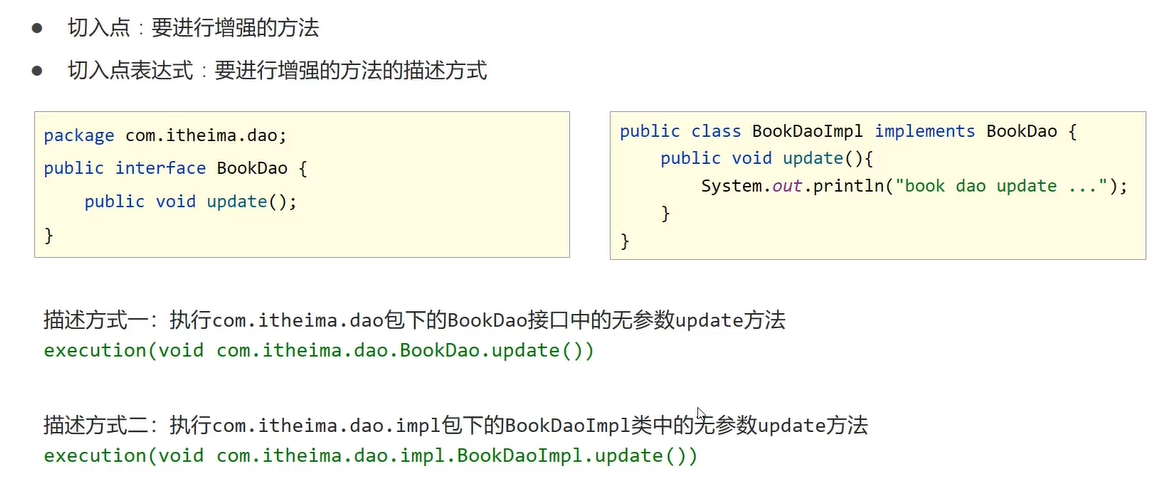 ● 切入点：要进行增强的方法
● 切入点表达式：要进行增强的方法的描述方式
package com.itheima.dao;
public interface BookDao {
    public void update();
}
public class BookDaoImpl implements BookDao {
    public void update(){
        System.out.println("book dao update ...");
    }
}
描述方式一：执行com.itheima.dao包下的BookDao接口中的无参数update方法
execution(void com.itheima.dao.BookDao.update())
描述方式二：执行com.itheima.dao.impl包下的BookDaoImpl类中的无参数update方法
execution(void com.itheima.dao.impl.BookDaoImpl.update())